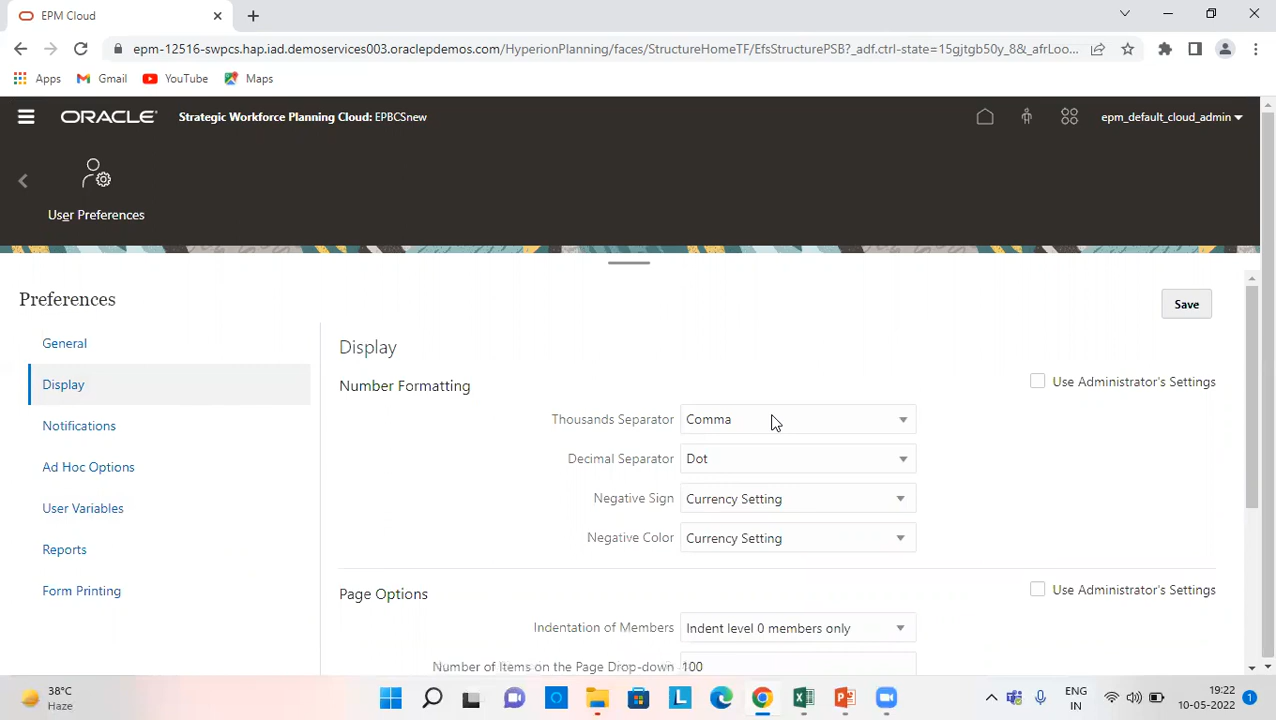 EPM Cloud
epm-12516-swpcs.hap.iad.demoservices003.oraclepdemos.com/HyperionPlanning/faces/StructureHomeTF/EfsStructurePSB?_adf.ctrl-state=15gjtgb50y_8&_afrLoo...
Apps Gmail YouTube Maps
ORACLE Strategic Workforce Planning Cloud: EPBCSnew epm_default_cloud_admin
User Preferences
Preferences
Save
General
Display
Notifications
Ad Hoc Options
User Variables
Reports
Form Printing
Display
Number Formatting Use Administrator's Settings
Thousands Separator Comma
Decimal Separator Dot
Negative Sign Currency Setting
Negative Color Currency Setting
Page Options Use Administrator's Settings
Indentation of Members Indent level 0 members only
Number of Items on the Page Drop-down 100
38°C
Haze
ENG
IN
19:22
10-05-2022
1